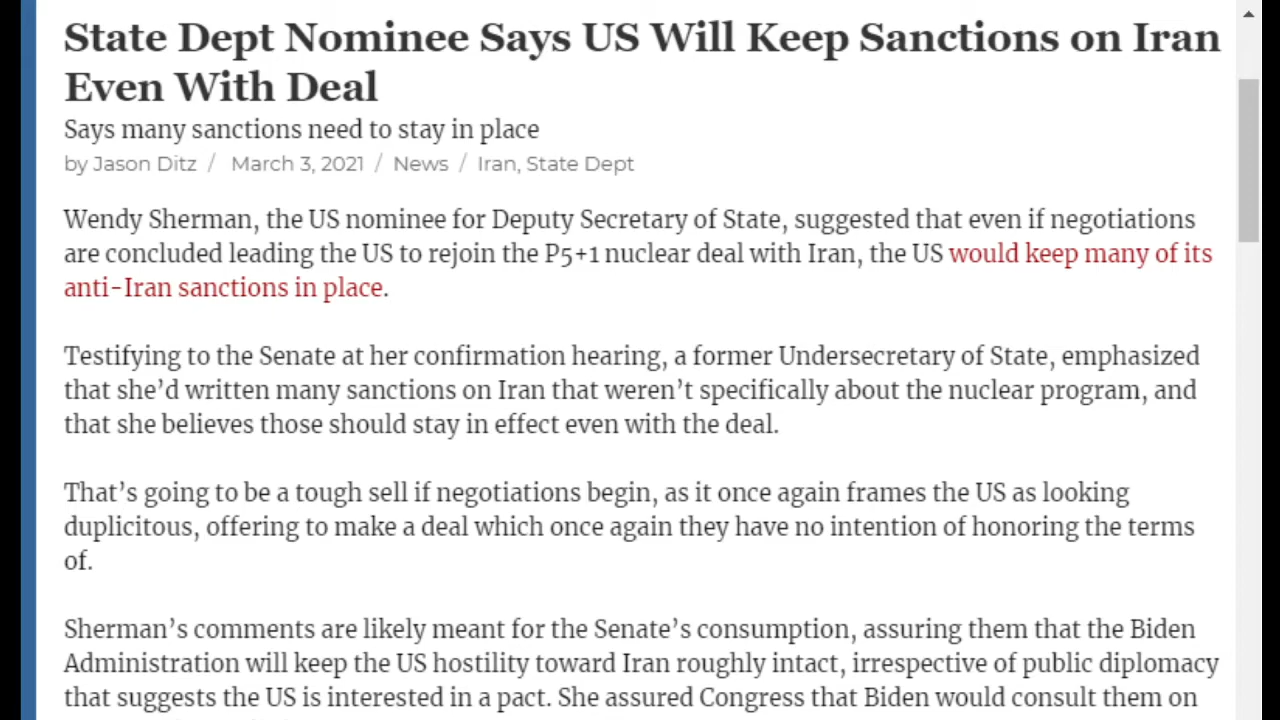 State Dept Nominee Says US Will Keep Sanctions on Iran
Even With Deal
Says many sanctions need to stay in place
by Jason Ditz / March 3, 2021 / News / Iran, State Dept
Wendy Sherman, the US nominee for Deputy Secretary of State, suggested that even if negotiations
are concluded leading the US to rejoin the P5+1 nuclear deal with Iran, the US would keep many of its
anti-Iran sanctions in place.
Testifying to the Senate at her confirmation hearing, a former Undersecretary of State, emphasized
that she’d written many sanctions on Iran that weren’t specifically about the nuclear program, and
that she believes those should stay in effect even with the deal.
That’s going to be a tough sell if negotiations begin, as it once again frames the US as looking
duplicitous, offering to make a deal which once again they have no intention of honoring the terms
of.
Sherman’s comments are likely meant for the Senate’s consumption, assuring them that the Biden
Administration will keep the US hostility toward Iran roughly intact, irrespective of public diplomacy
that suggests the US is interested in a pact. She assured Congress that Biden would consult them on